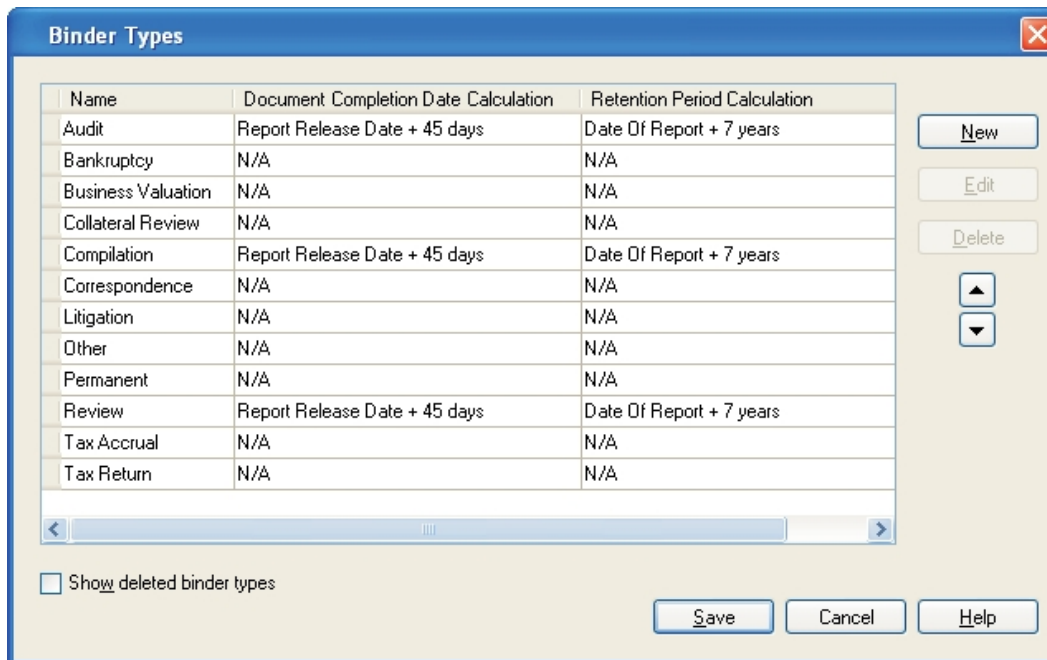 Binder Types
Name Document Completion Date Calculation Retention Period Calculation
Audit Report Release Date + 45 days Date Of Report + 7 years
Bankruptcy N/A N/A
Business Valuation N/A N/A
Collateral Review N/A N/A
Compilation Report Release Date + 45 days Date Of Report + 7 years
Correspondence N/A N/A
Litigation N/A N/A
Other N/A N/A
Permanent N/A N/A
Review Report Release Date + 45 days Date Of Report + 7 years
Tax Accrual N/A N/A
Tax Return N/A N/A
New
Edit
Delete
Show deleted binder types
Save Cancel Help